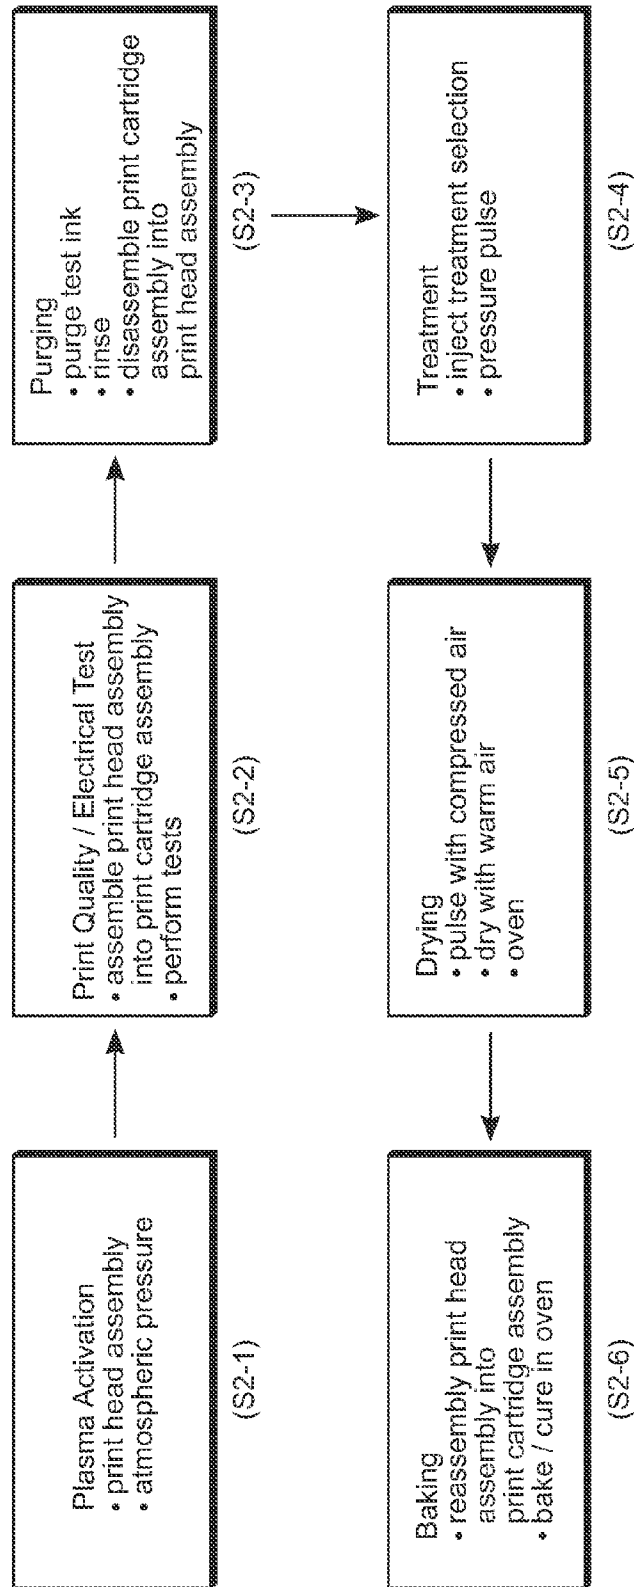 Plasma Activation
• print head assembly
• atmospheric pressure
(S2-1)
Print Quality / Electrical Test
• assemble print head assembly
into print cartridge assembly
• perform tests
(S2-2)
Purging
• purge test ink
• rinse
• disassemble print cartridge
assembly into
print head assembly
(S2-3)
Treatment
• inject treatment selection
• pressure pulse
(S2-4)
Drying
• pulse with compressed air
• dry with warm air
• oven
(S2-5)
Baking
• reassembly print head
assembly into
print cartridge assembly
• bake / cure in oven
(S2-6)